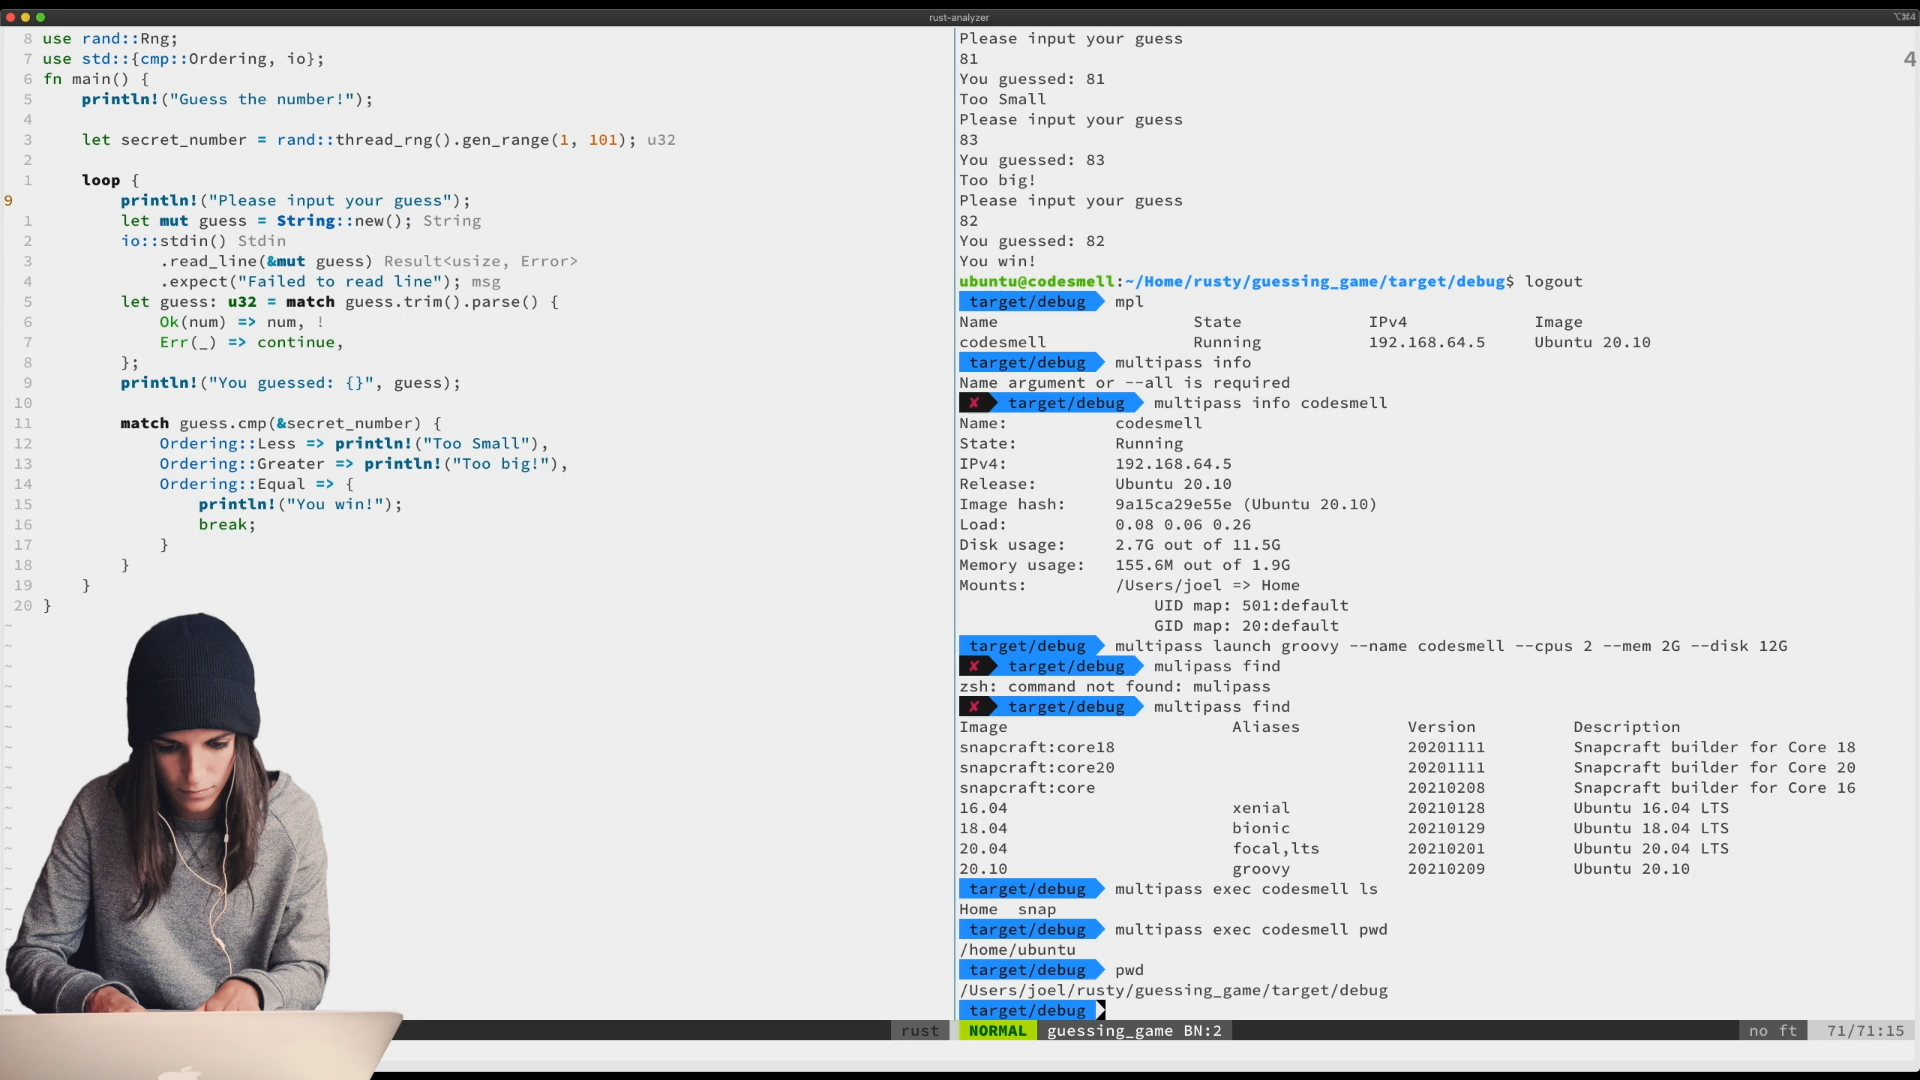 rust-analyzer
⌥⌘4
8 use rand::Rng;
7 use std::{cmp::Ordering, io};
6 fn main() {
5     println!("Guess the number!");
4
3     let secret_number = rand::thread_rng().gen_range(1, 101); u32
2
1     loop {
9         println!("Please input your guess");
1         let mut guess = String::new(); String
2         io::stdin() Stdin
3             .read_line(&mut guess) Result<usize, Error>
4             .expect("Failed to read line"); msg
5         let guess: u32 = match guess.trim().parse() {
6             Ok(num) => num, !
7             Err(_) => continue,
8         };
9         println!("You guessed: {}", guess);
10
11         match guess.cmp(&secret_number) {
12             Ordering::Less => println!("Too Small"),
13             Ordering::Greater => println!("Too big!"),
14             Ordering::Equal => {
15                 println!("You win!");
16                 break;
17             }
18         }
19     }
20 }
rust
Please input your guess
4
81
You guessed: 81
Too Small
Please input your guess
83
You guessed: 83
Too big!
Please input your guess
82
You guessed: 82
You win!
ubuntu@codesmell:~/Home/rusty/guessing_game/target/debug$ logout
target/debug mpl
Name State IPv4 Image
codesmell Running 192.168.64.5 Ubuntu 20.10
target/debug multipass info
Name argument or --all is required
✘ target/debug multipass info codesmell
Name: codesmell
State: Running
IPv4: 192.168.64.5
Release: Ubuntu 20.10
Image hash: 9a15ca29e55e (Ubuntu 20.10)
Load: 0.08 0.06 0.26
Disk usage: 2.7G out of 11.5G
Memory usage: 155.6M out of 1.9G
Mounts: /Users/joel => Home
UID map: 501:default
GID map: 20:default
target/debug multipass launch groovy --name codesmell --cpus 2 --mem 2G --disk 12G
✘ target/debug mulipass find
zsh: command not found: mulipass
✘ target/debug multipass find
Image Aliases Version Description
snapcraft:core18 20201111 Snapcraft builder for Core 18
snapcraft:core20 20201111 Snapcraft builder for Core 20
snapcraft:core 20210208 Snapcraft builder for Core 16
16.04 xenial 20210128 Ubuntu 16.04 LTS
18.04 bionic 20210129 Ubuntu 18.04 LTS
20.04 focal,lts 20210201 Ubuntu 20.04 LTS
20.10 groovy 20210209 Ubuntu 20.10
target/debug multipass exec codesmell ls
Home snap
target/debug multipass exec codesmell pwd
/home/ubuntu
target/debug pwd
/Users/joel/rusty/guessing_game/target/debug
target/debug
NORMAL guessing_game BN:2 no ft 71/71:15